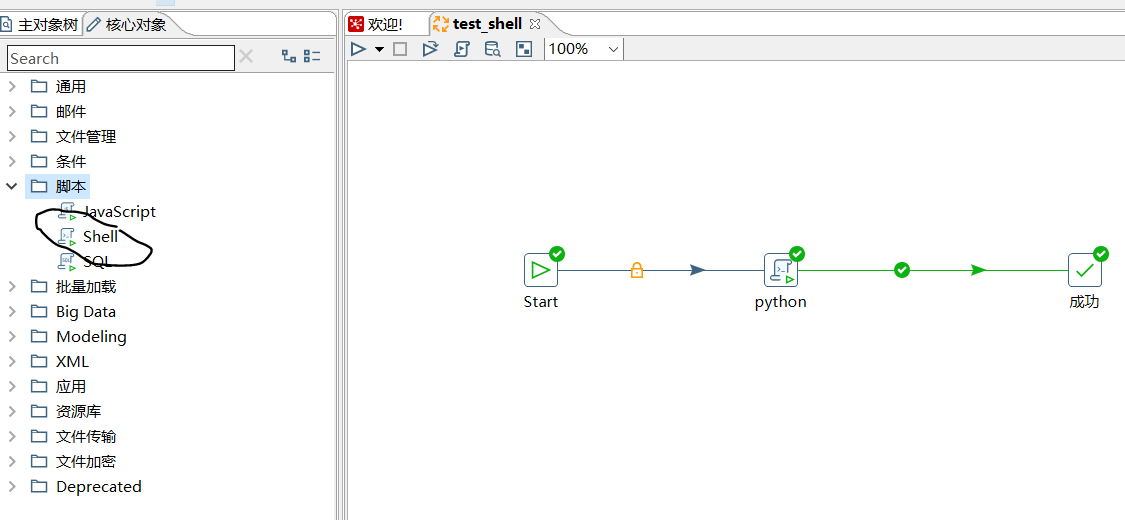 主对象树 核心对象
欢迎! test_shell
Search
100%
通用
邮件
文件管理
条件
脚本
JavaScript
Shell
SQL
批量加载
Big Data
Modeling
XML
应用
资源库
文件传输
文件加密
Deprecated
Start python 成功